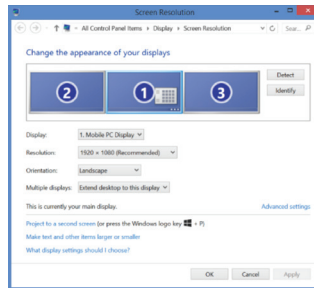 Screen Resolution
All Control Panel Items Display Screen Resolution
Change the appearance of your displays
2 1 3
Detect
Identify
Display: 1. Mobile PC Display
Resolution: 1920 × 1080 (Recommended)
Orientation: Landscape
Multiple displays: Extend desktop to this display
This is currently your main display. Advanced settings
Project to a second screen (or press the Windows logo key + P)
Make text and other items larger or smaller
What display settings should I choose?
OK Cancel Apply